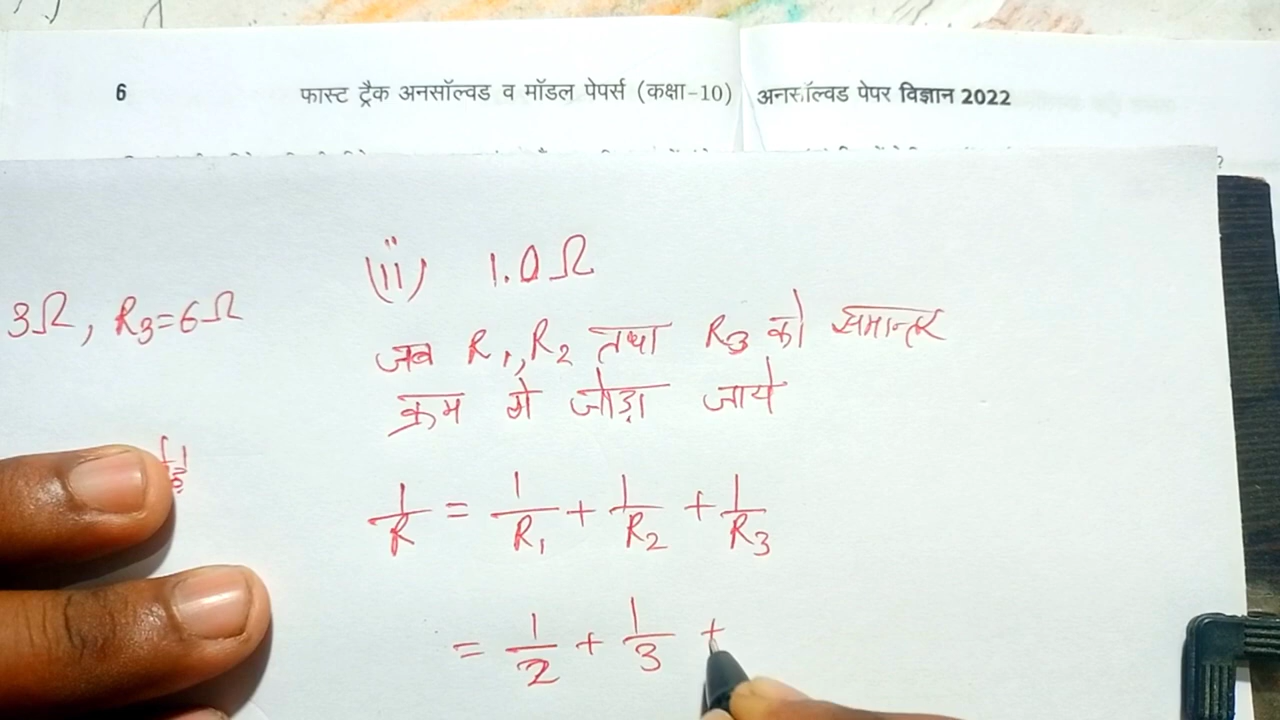 6 फास्ट ट्रैक अनसॉल्वड व मॉडल पेपर्स (कक्षा-10) अनसॉल्वड पेपर विज्ञान 2022
(ii) 1.0Ω
3Ω, R₃=6Ω
जब R₁,R₂ तथा R₃ को समान्तर
क्रम मे जोड़ा जाये
1/R = 1/R₁ + 1/R₂ + 1/R₃
= 1/2 + 1/3 +